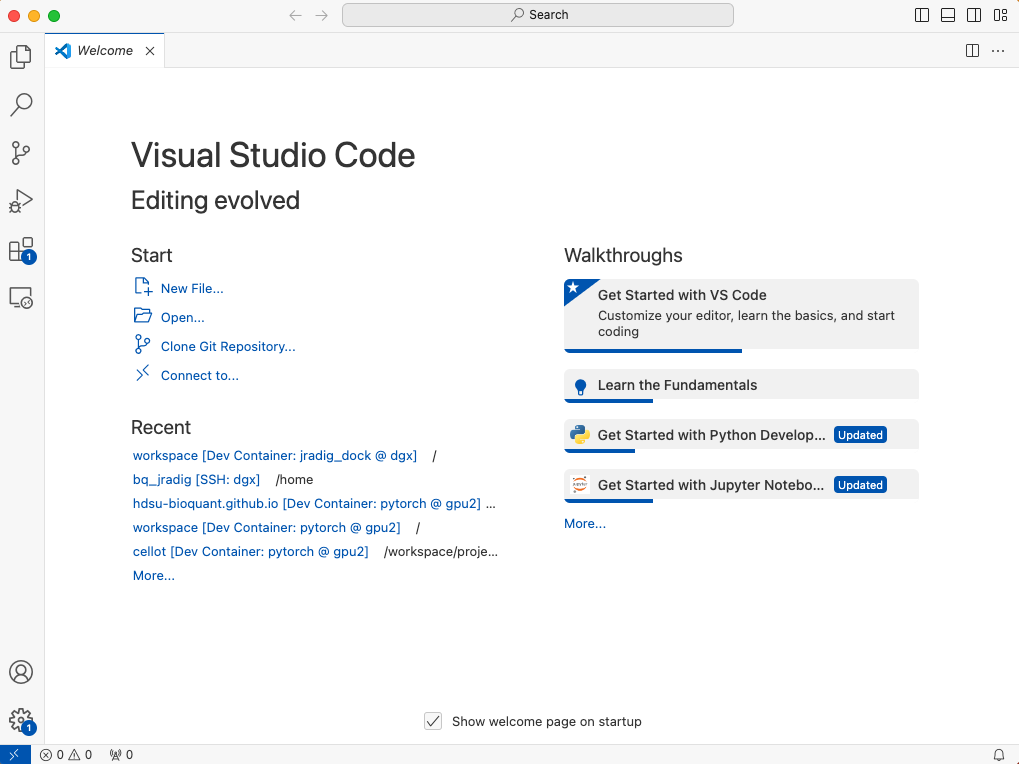 Search
Welcome
Visual Studio Code
Editing evolved
Start
New File...
Open...
Clone Git Repository...
Connect to...
Recent
workspace [Dev Container: jradig_dock @ dgx] /
bq_jradig [SSH: dgx] /home
hdsu-bioquant.github.io [Dev Container: pytorch @ gpu2] ...
workspace [Dev Container: pytorch @ gpu2] /
cellot [Dev Container: pytorch @ gpu2] /workspace/proje...
More...
Walkthroughs
Get Started with VS Code
Customize your editor, learn the basics, and start
coding
Learn the Fundamentals
Get Started with Python Develop... Updated
Get Started with Jupyter Notebo... Updated
More...
1
1
Show welcome page on startup
0 0 0